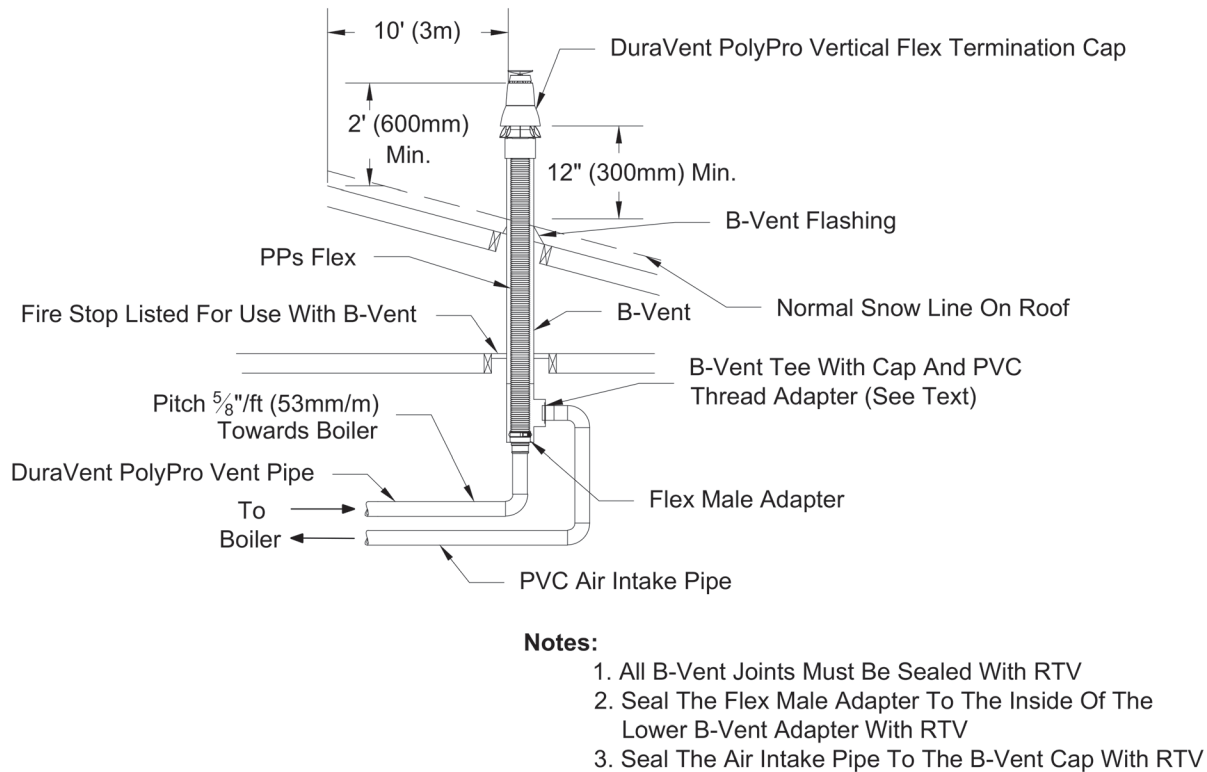 10' (3m)
DuraVent PolyPro Vertical Flex Termination Cap
2' (600mm)
Min.
12" (300mm) Min.
B-Vent Flashing
PPs Flex
Normal Snow Line On Roof
Fire Stop Listed For Use With B-Vent
B-Vent
B-Vent Tee With Cap And PVC
Thread Adapter (See Text)
Pitch ⅝"/ft (53mm/m)
Towards Boiler
DuraVent PolyPro Vent Pipe
Flex Male Adapter
To
Boiler
PVC Air Intake Pipe
Notes:
1. All B-Vent Joints Must Be Sealed With RTV
2. Seal The Flex Male Adapter To The Inside Of The
Lower B-Vent Adapter With RTV
3. Seal The Air Intake Pipe To The B-Vent Cap With RTV